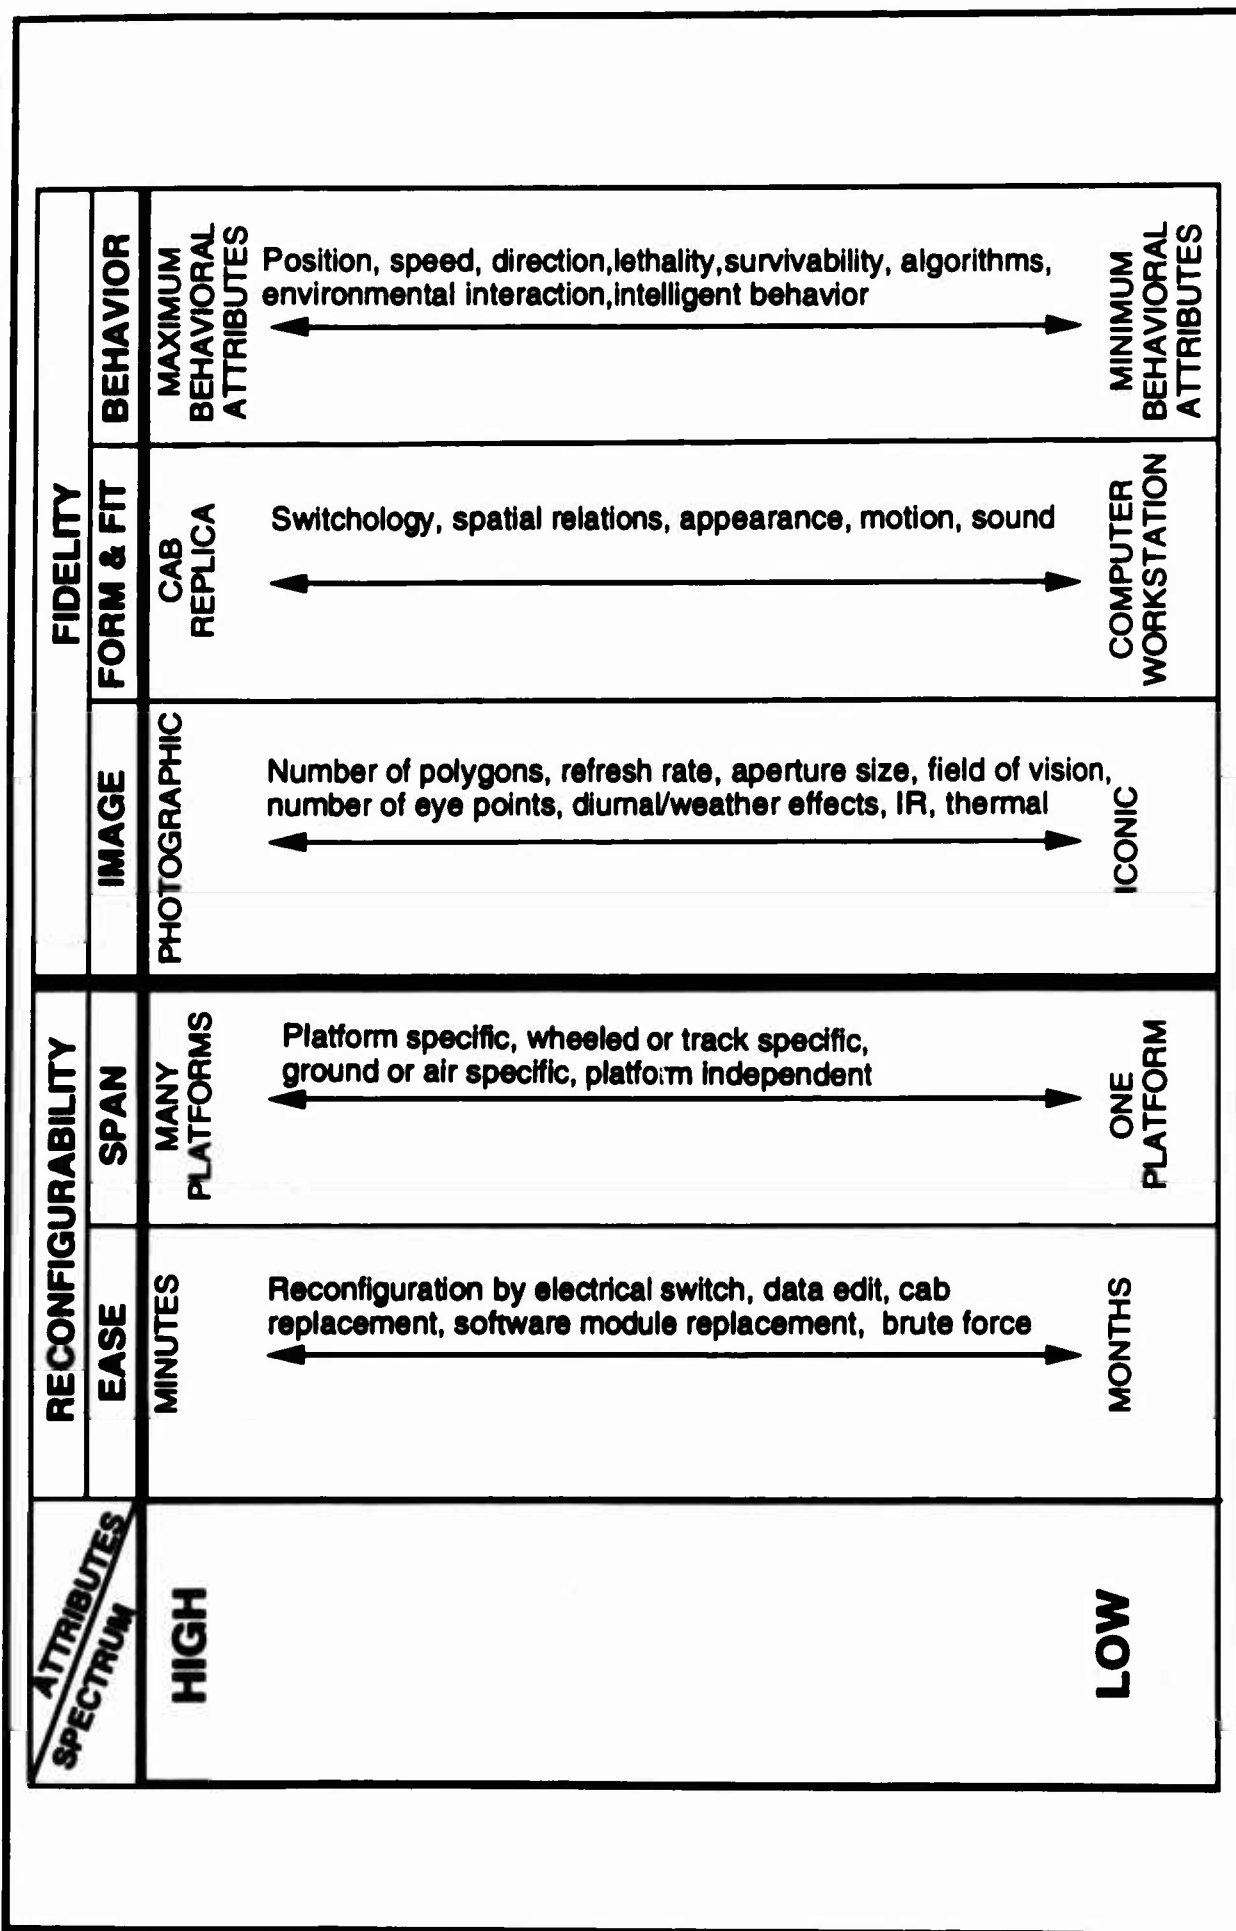 ATTRIBUTES
SPECTRUM
RECONFIGURABILITY
FIDELITY
EASE
SPAN
IMAGE
FORM & FIT
BEHAVIOR
HIGH
MINUTES
MANY
PLATFORMS
PHOTOGRAPHIC
CAB
REPLICA
MAXIMUM
BEHAVIORAL
ATTRIBUTES
Reconfiguration by electrical switch, data edit, cab
replacement, software module replacement, brute force
Platform specific, wheeled or track specific,
ground or air specific, platform independent
Number of polygons, refresh rate, aperture size, field of vision,
number of eye points, diurnal/weather effects, IR, thermal
Switchology, spatial relations, appearance, motion, sound
Position, speed, direction,lethality,survivability, algorithms,
environmental interaction,intelligent behavior
LOW
MONTHS
ONE
PLATFORM
ICONIC
COMPUTER
WORKSTATION
MINIMUM
BEHAVIORAL
ATTRIBUTES